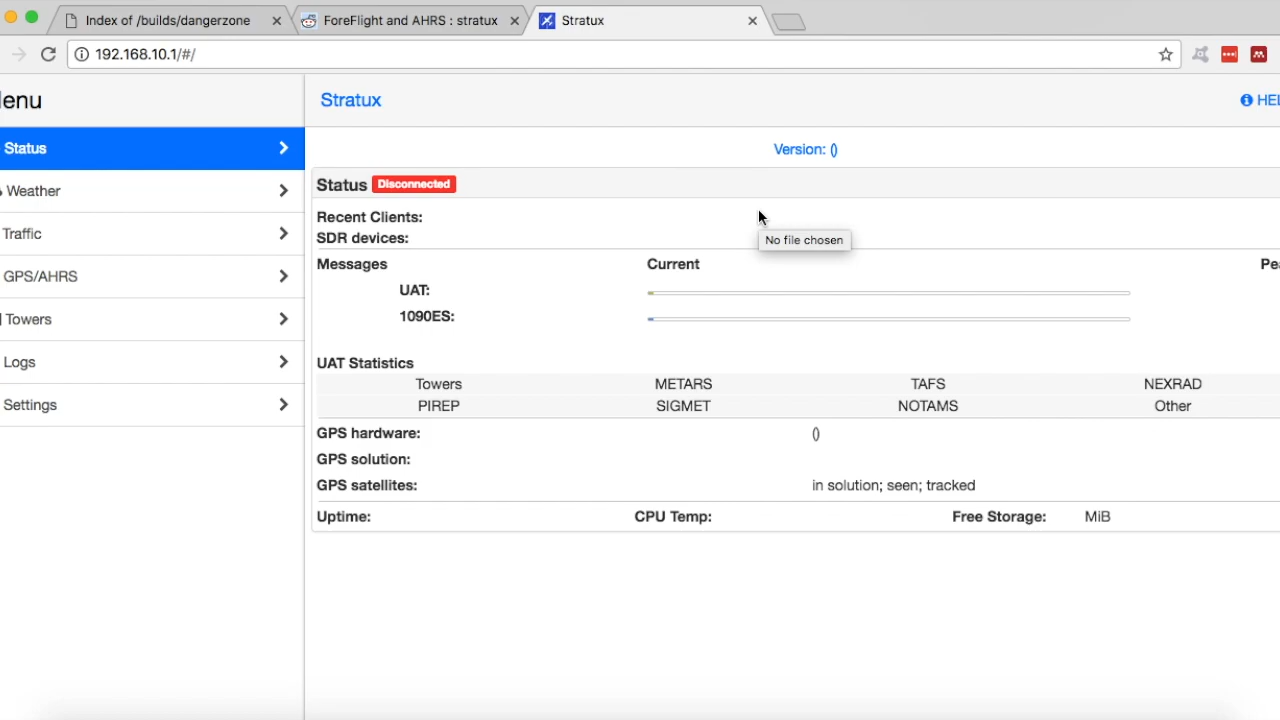 Index of /builds/dangerzone
ForeFlight and AHRS : stratux
Stratux
192.168.10.1/#/
enu
Stratux
HEL
Status
Version: ()
Status Disconnected
Weather
Recent Clients:
No file chosen
Traffic
SDR devices:
Messages Current Pea
GPS/AHRS
UAT:
Towers
1090ES:
Logs
UAT Statistics
Towers METARS TAFS NEXRAD
Settings
PIREP SIGMET NOTAMS Other
GPS hardware: ()
GPS solution:
GPS satellites: in solution; seen; tracked
Uptime: CPU Temp: Free Storage: MiB